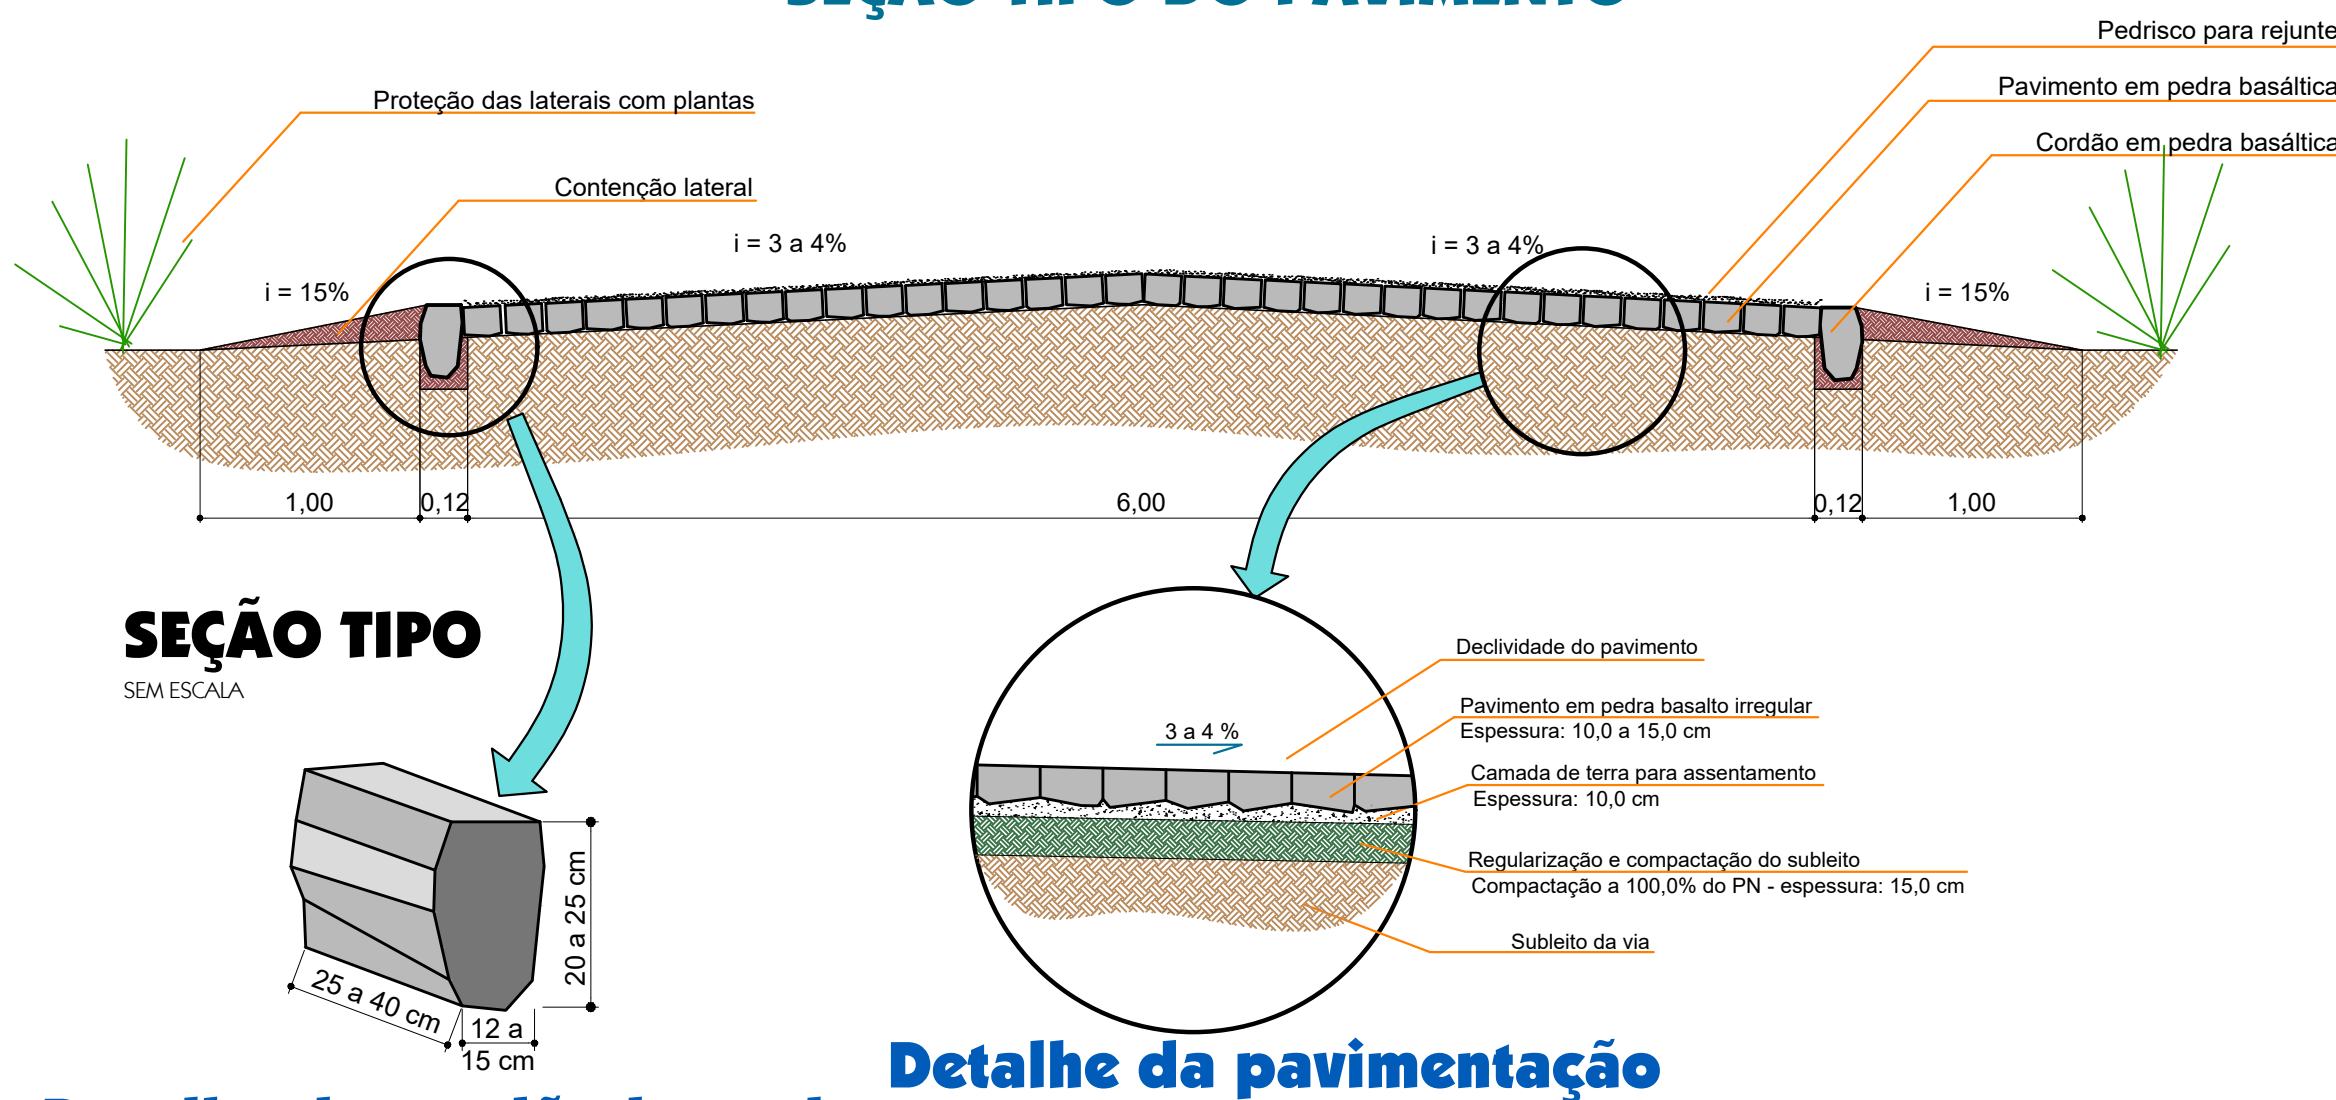 SEÇÃO TIPO DO PAVIMENTO
Pedrisco para rejunte
Proteção das laterais com plantas
Pavimento em pedra basáltica
Cordão em pedra basáltica
Contenção lateral
i = 3 a 4%
i = 3 a 4%
i = 15%
i = 15%
1,00
0,12
6,00
0,12
1,00
SEÇÃO TIPO
SEM ESCALA
Declividade do pavimento
Pavimento em pedra basalto irregular
Espessura: 10,0 a 15,0 cm
3 a 4 %
Camada de terra para assentamento
Espessura: 10,0 cm
Regularização e compactação do subleito
Compactação a 100,0% do PN - espessura: 15,0 cm
Subleito da via
20 a 25 cm
25 a 40 cm
12 a
15 cm
Detalhe da pavimentação